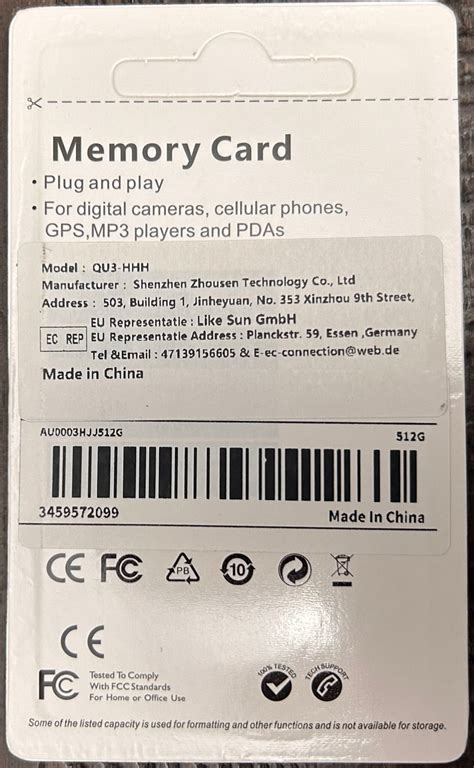 Memory Card
• Plug and play
• For digital cameras, cellular phones,
GPS,MP3 players and PDAs
Model : QU3-HHH
Manufacturer : Shenzhen Zhousen Technology Co., Ltd
Address : 503, Building 1, Jinheyuan, No. 353 Xinzhou 9th Street,
EU Representatie : Like Sun GmbH
EC REP EU Representatie Address : Planckstr. 59, Essen ,Germany
Tel &Email : 47139156605 & E-ec-connection@web.de
Made in China
AU0003HJJ512G 512G
3459572099 Made In China
CE FC PB 10
CE
FC Tested To Comply
With FCC Standards
For Home or Office Use
100% TESTED TECH SUPPORT
Some of the listed capacity is used for formatting and other functions and is not available for storage.